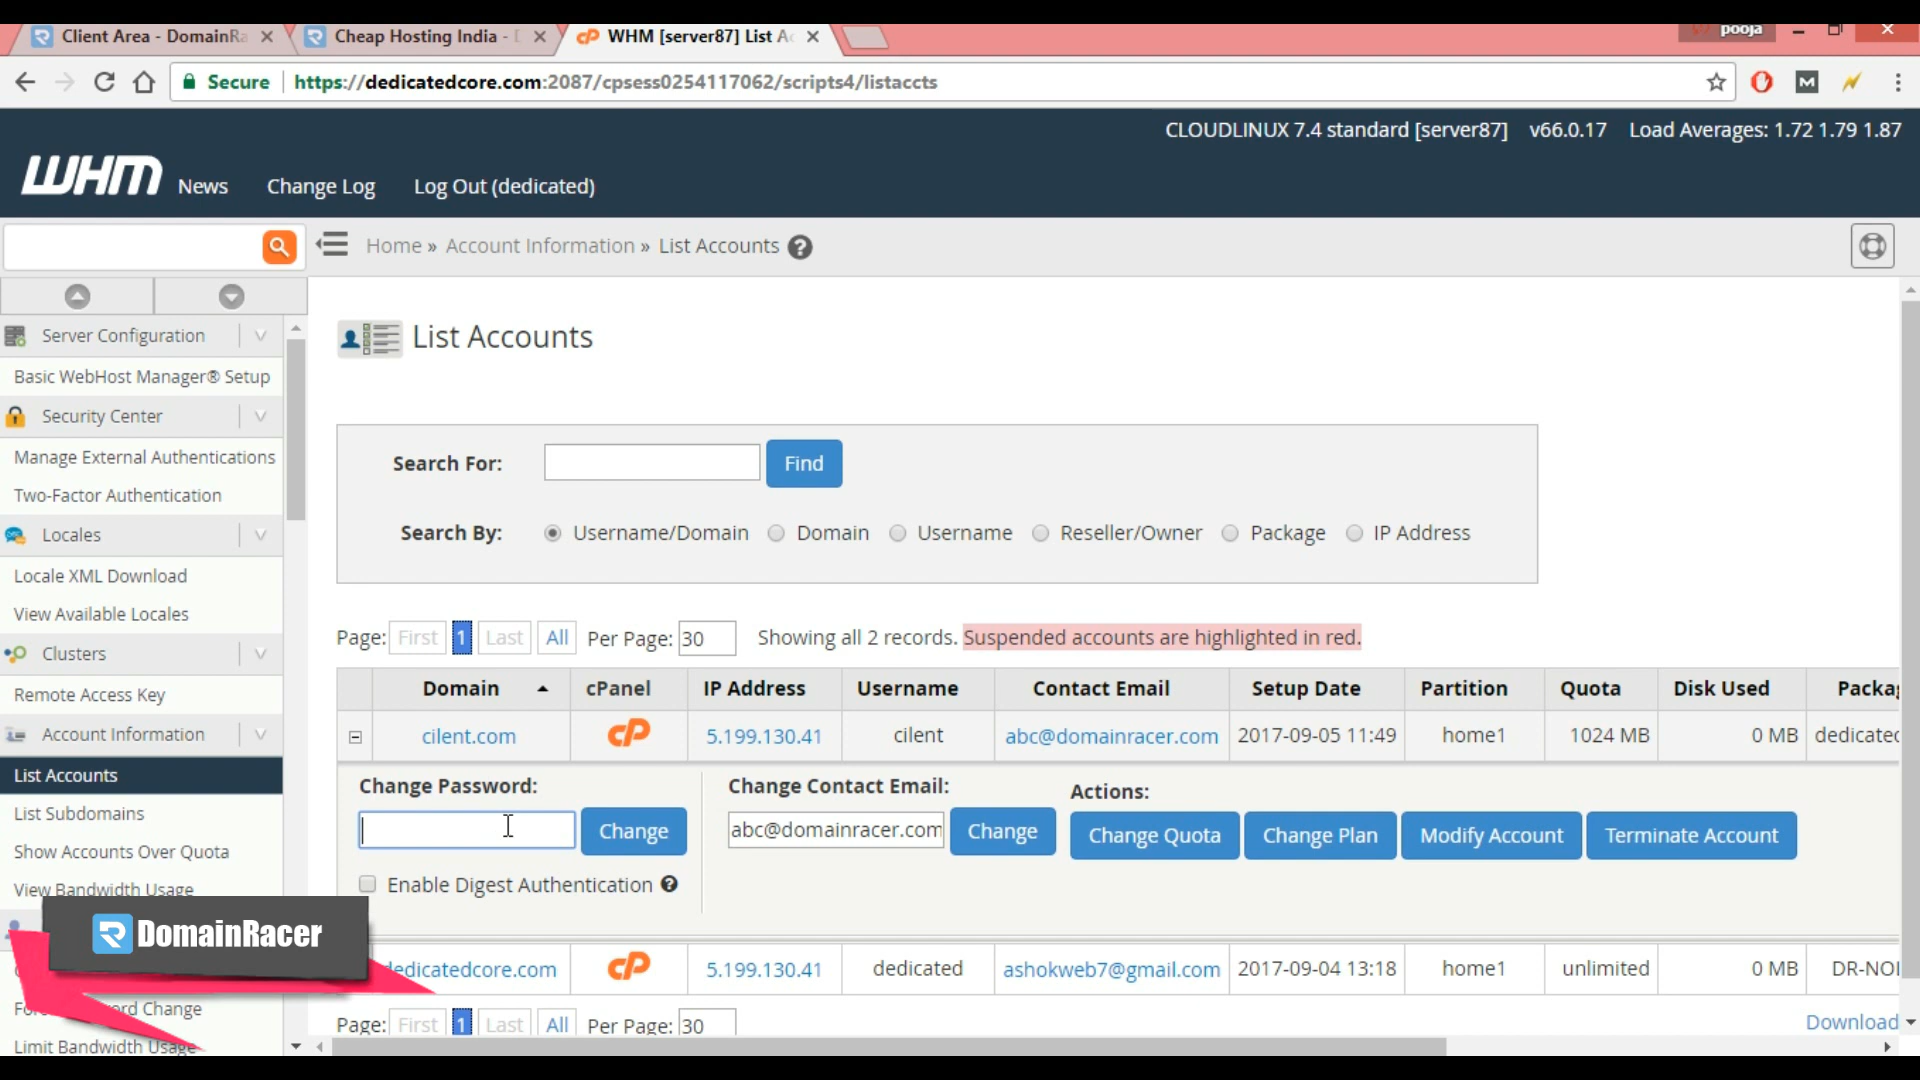 Client Area - DomainRa
Cheap Hosting India -
WHM [server87] List A
pooja
Secure https://dedicatedcore.com:2087/cpsess0254117062/scripts4/listaccts
CLOUDLINUX 7.4 standard [server87] v66.0.17 Load Averages: 1.72 1.79 1.87
WHM News Change Log Log Out (dedicated)
Home » Account Information » List Accounts
Server Configuration
Basic WebHost Manager® Setup
Security Center
Manage External Authentications
Two-Factor Authentication
Locales
Locale XML Download
View Available Locales
Clusters
Remote Access Key
Account Information
List Accounts
List Subdomains
Show Accounts Over Quota
View Bandwidth Usage
DomainRacer
Change
Limit Bandwidth Usage
List Accounts
Search For: Find
Search By: Username/Domain Domain Username Reseller/Owner Package IP Address
Page: First 1 Last All Per Page: 30 Showing all 2 records. Suspended accounts are highlighted in red.
Domain cPanel IP Address Username Contact Email Setup Date Partition Quota Disk Used Packag
cilent.com cP 5.199.130.41 cilent abc@domainracer.com 2017-09-05 11:49 home1 1024 MB 0 MB dedicated
Change Password: Change Contact Email: Actions:
Change abc@domainracer.com Change Change Quota Change Plan Modify Account Terminate Account
Enable Digest Authentication
dedicatedcore.com cP 5.199.130.41 dedicated ashokweb7@gmail.com 2017-09-04 13:18 home1 unlimited 0 MB DR-NOI
Page: First 1 Last All Per Page: 30
Download